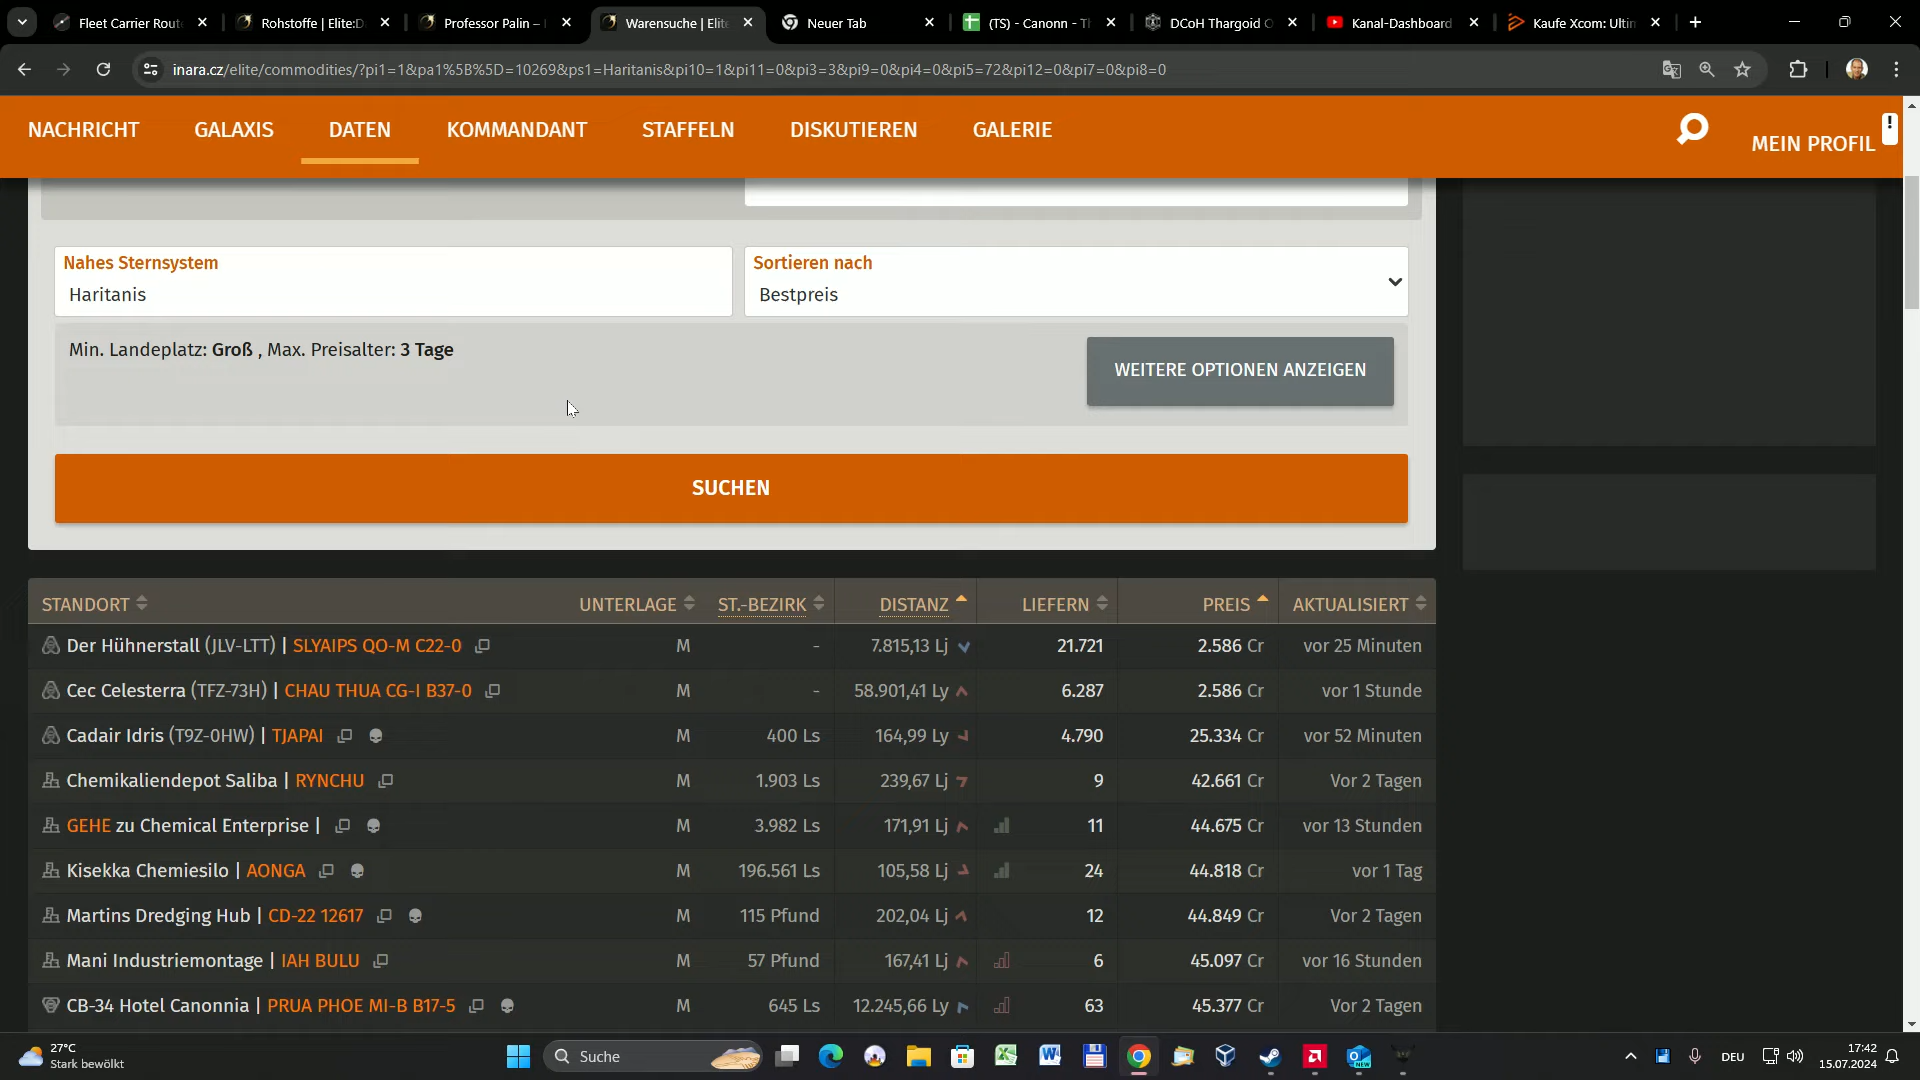 Fleet Carrier Rout
Rohstoffe | Elite:D
Professor Palin –
Warensuche | Elit
Neuer Tab
(TS) - Canonn - Th
DCoH Thargoid O
Kanal-Dashboard
Kaufe Xcom: Ultin
inara.cz/elite/commodities/?pi1=1&pa1%5B%5D=10269&ps1=Haritanis&pi10=1&pi11=0&pi3=3&pi9=0&pi4=0&pi5=72&pi12=0&pi7=0&pi8=0
NACHRICHT GALAXIS DATEN KOMMANDANT STAFFELN DISKUTIEREN GALERIE MEIN PROFIL !
Nahes Sternsystem
Haritanis
Sortieren nach
Bestpreis
Min. Landeplatz: Groß , Max. Preisalter: 3 Tage
WEITERE OPTIONEN ANZEIGEN
SUCHEN
STANDORT UNTERLAGE ST.-BEZIRK DISTANZ LIEFERN PREIS AKTUALISIERT
Der Hühnerstall (JLV-LTT) | SLYAIPS QO-M C22-0 M - 7.815,13 Lj 21.721 2.586 Cr vor 25 Minuten
Cec Celesterra (TFZ-73H) | CHAU THUA CG-I B37-0 M - 58.901,41 Ly 6.287 2.586 Cr vor 1 Stunde
Cadair Idris (T9Z-0HW) | TJAPAI M 400 Ls 164,99 Ly 4.790 25.334 Cr vor 52 Minuten
Chemikaliendepot Saliba | RYNCHU M 1.903 Ls 239,67 Lj 9 42.661 Cr Vor 2 Tagen
GEHE zu Chemical Enterprise | M 3.982 Ls 171,91 Lj 11 44.675 Cr vor 13 Stunden
Kisekka Chemiesilo | AONGA M 196.561 Ls 105,58 Lj 24 44.818 Cr vor 1 Tag
Martins Dredging Hub | CD-22 12617 M 115 Pfund 202,04 Lj 12 44.849 Cr Vor 2 Tagen
Mani Industriemontage | IAH BULU M 57 Pfund 167,41 Lj 6 45.097 Cr vor 16 Stunden
CB-34 Hotel Canonnia | PRUA PHOE MI-B B17-5 M 645 Ls 12.245,66 Ly 63 45.377 Cr Vor 2 Tagen
27°C
Stark bewölkt
Suche
DEU
17:42
15.07.2024